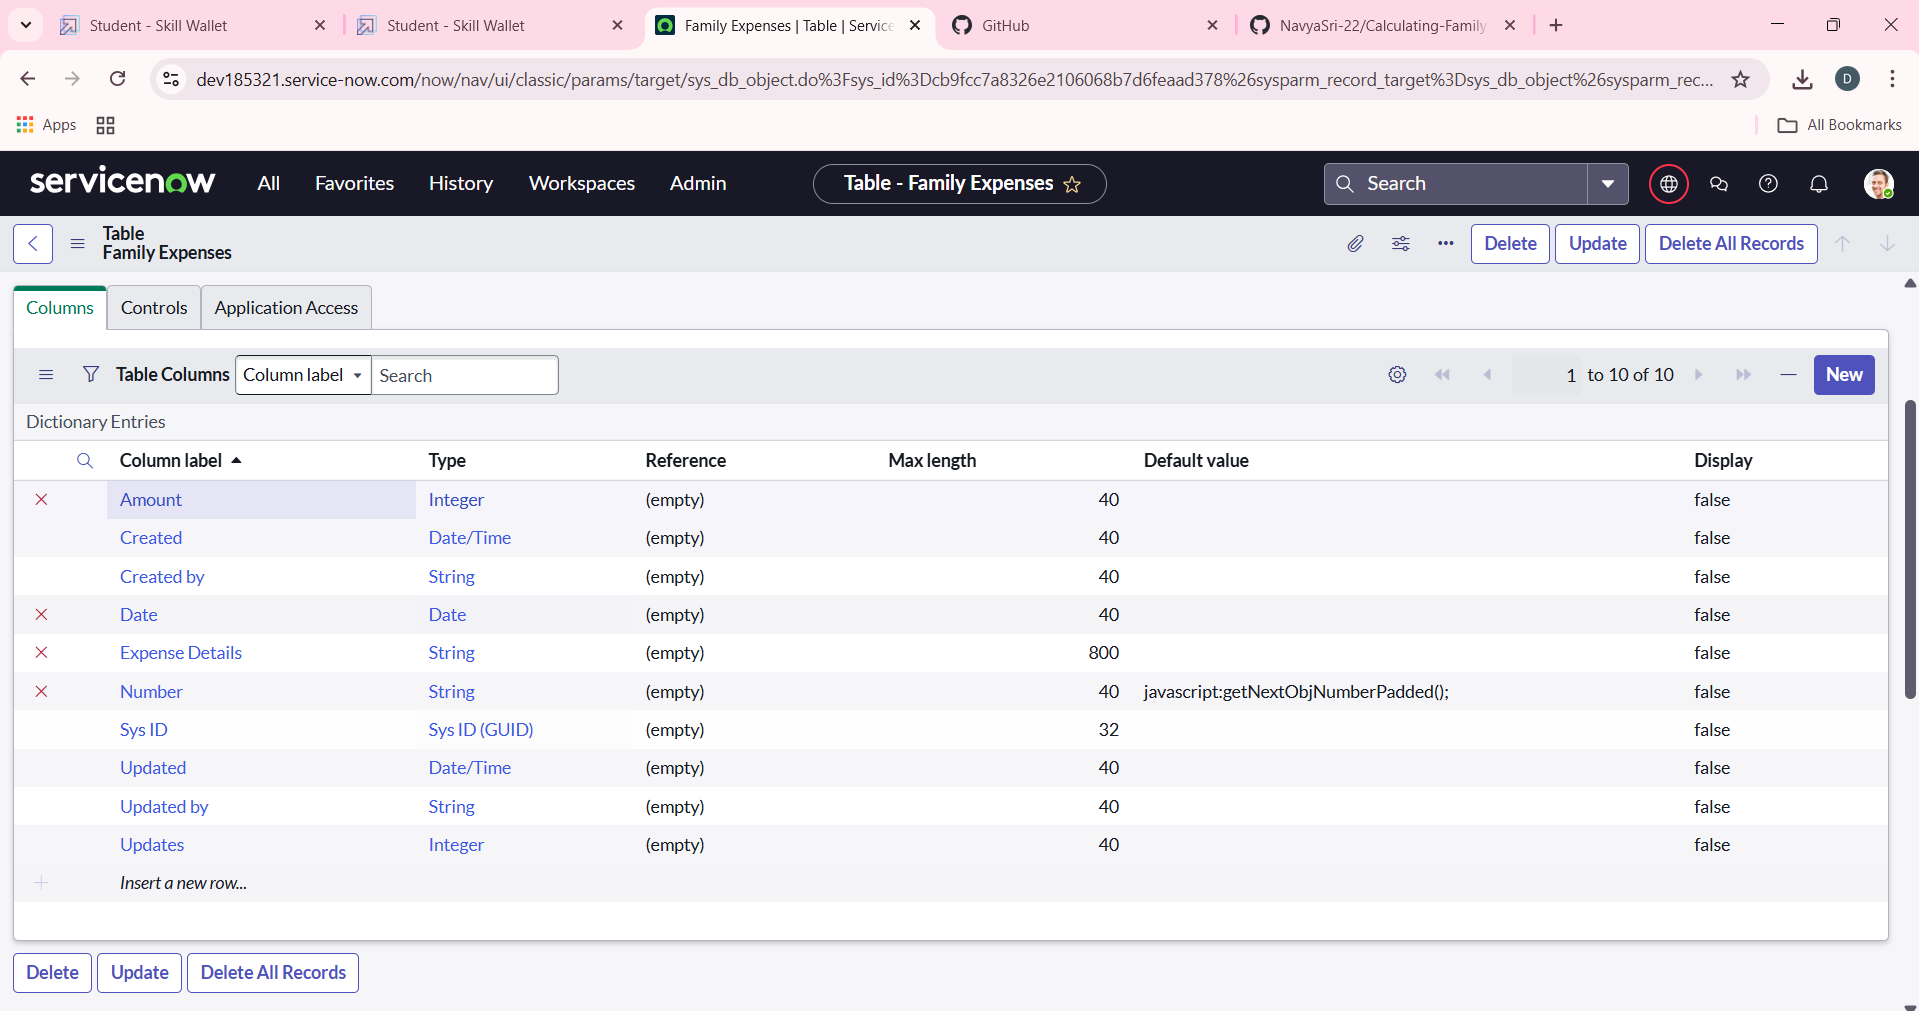 Student - Skill Wallet
Student - Skill Wallet
Family Expenses | Table | Service
GitHub
NavyaSri-22/Calculating-Family
dev185321.service-now.com/now/nav/ui/classic/params/target/sys_db_object.do%3Fsys_id%3Dcb9fcc7a8326e2106068b7d6feaad378%26sysparm_record_target%3Dsys_db_object%26sysparm_rec...
D
Apps
All Bookmarks
servicenow
All
Favorites
History
Workspaces
Admin
Table - Family Expenses
Search
Table
Family Expenses
Delete
Update
Delete All Records
Columns
Controls
Application Access
Table Columns
Column label
Search
1 to 10 of 10
New
Dictionary Entries
Column label Type Reference Max length Default value Display
Amount Integer (empty) 40 false
Created Date/Time (empty) 40 false
Created by String (empty) 40 false
Date Date (empty) 40 false
Expense Details String (empty) 800 false
Number String (empty) 40 javascript:getNextObjNumberPadded(); false
Sys ID Sys ID (GUID) (empty) 32 false
Updated Date/Time (empty) 40 false
Updated by String (empty) 40 false
Updates Integer (empty) 40 false
Insert a new row...
Delete
Update
Delete All Records